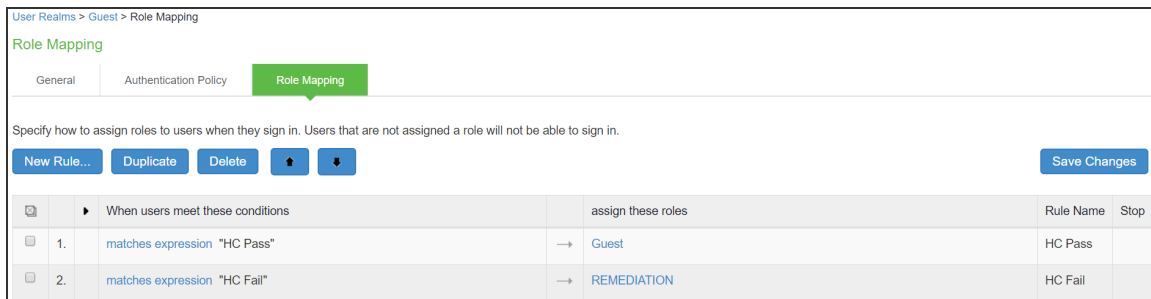 User Realms > Guest > Role Mapping
Role Mapping
General Authentication Policy Role Mapping
Specify how to assign roles to users when they sign in. Users that are not assigned a role will not be able to sign in.
New Rule... Duplicate Delete Save Changes
When users meet these conditions assign these roles Rule Name Stop
1. matches expression "HC Pass" → Guest HC Pass
2. matches expression "HC Fail" → REMEDIATION HC Fail